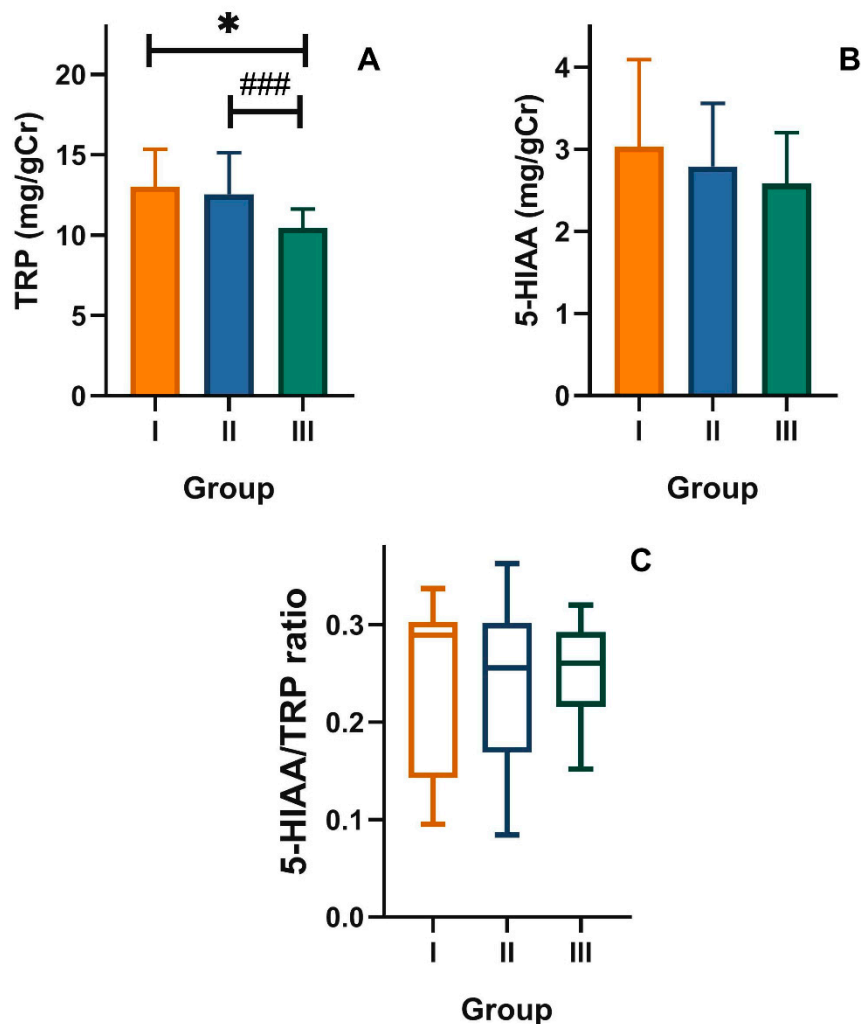 *
A
###
TRP (mg/gCr)
20
15
10
5
0
I II III
Group
B
5-HIAA (mg/gCr)
4
3
2
1
0
I II III
Group
C
5-HIAA/TRP ratio
0.3
0.2
0.1
0.0
I II III
Group